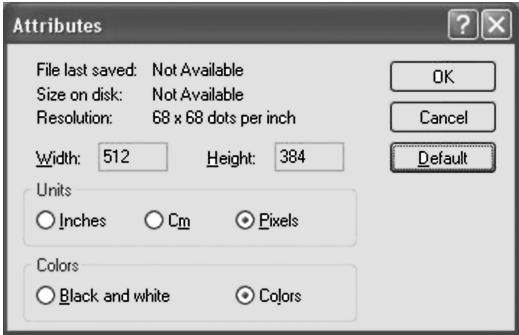 Attributes
File last saved: Not Available
Size on disk: Not Available
Resolution: 68 x 68 dots per inch
OK
Cancel
Width: 512 Height: 384 Default
Units
Inches Cm Pixels
Colors
Black and white Colors